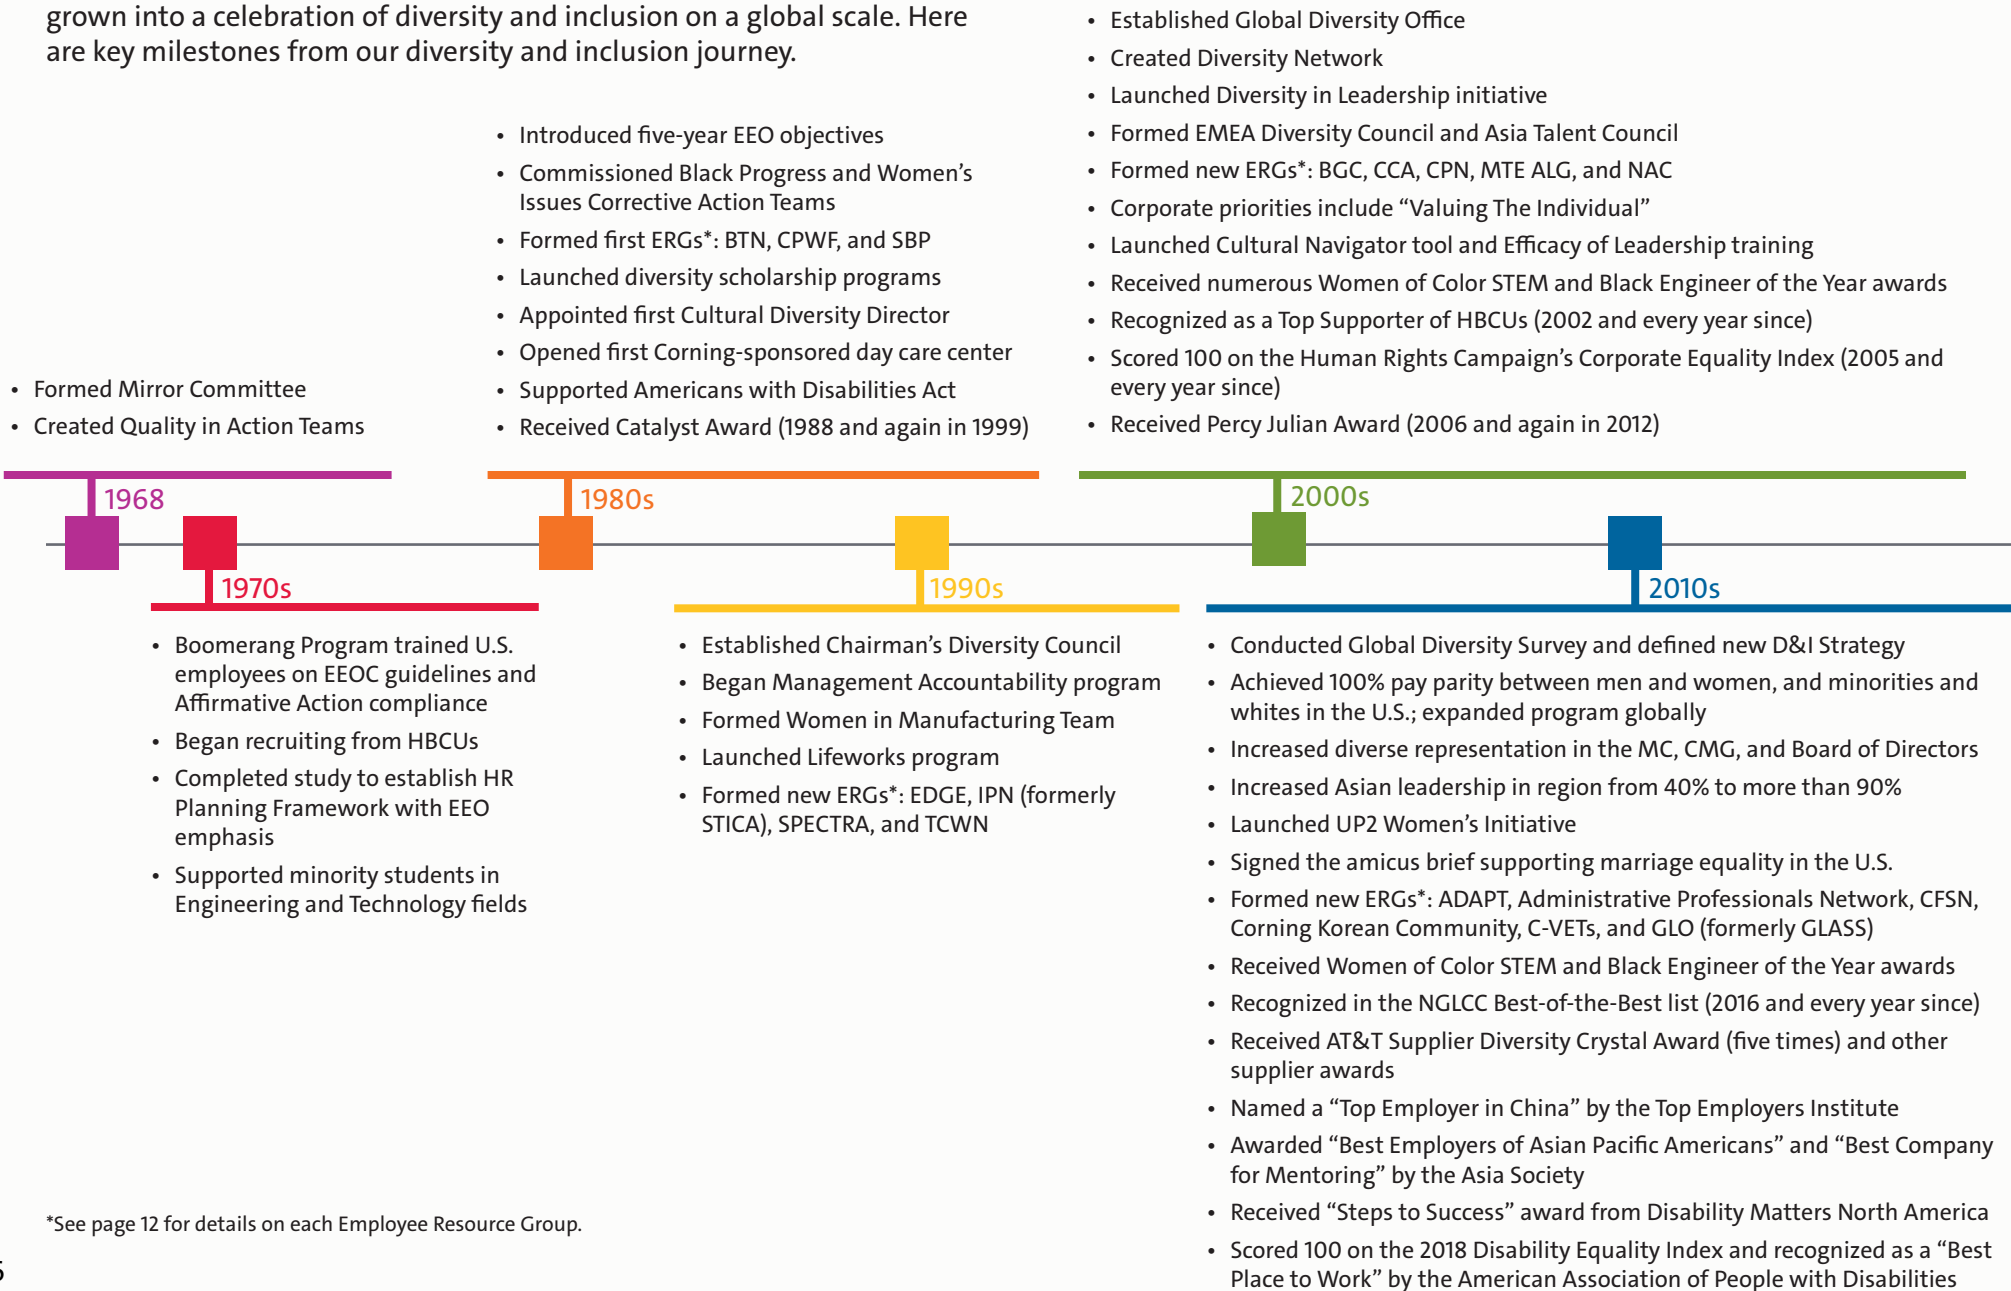 grown into a celebration of diversity and inclusion on a global scale. Here
are key milestones from our diversity and inclusion journey.
• Formed Mirror Committee
• Created Quality in Action Teams
1968
1970s
• Boomerang Program trained U.S.
employees on EEOC guidelines and
Affirmative Action compliance
• Began recruiting from HBCUs
• Completed study to establish HR
Planning Framework with EEO
emphasis
• Supported minority students in
Engineering and Technology fields
• Introduced five-year EEO objectives
• Commissioned Black Progress and Women’s
Issues Corrective Action Teams
• Formed first ERGs*: BTN, CPWF, and SBP
• Launched diversity scholarship programs
• Appointed first Cultural Diversity Director
• Opened first Corning-sponsored day care center
• Supported Americans with Disabilities Act
• Received Catalyst Award (1988 and again in 1999)
1980s
1990s
• Established Chairman’s Diversity Council
• Began Management Accountability program
• Formed Women in Manufacturing Team
• Launched Lifeworks program
• Formed new ERGs*: EDGE, IPN (formerly
STICA), SPECTRA, and TCWN
• Established Global Diversity Office
• Created Diversity Network
• Launched Diversity in Leadership initiative
• Formed EMEA Diversity Council and Asia Talent Council
• Formed new ERGs*: BGC, CCA, CPN, MTE ALG, and NAC
• Corporate priorities include “Valuing The Individual”
• Launched Cultural Navigator tool and Efficacy of Leadership training
• Received numerous Women of Color STEM and Black Engineer of the Year awards
• Recognized as a Top Supporter of HBCUs (2002 and every year since)
• Scored 100 on the Human Rights Campaign’s Corporate Equality Index (2005 and
every year since)
• Received Percy Julian Award (2006 and again in 2012)
2000s
2010s
• Conducted Global Diversity Survey and defined new D&I Strategy
• Achieved 100% pay parity between men and women, and minorities and
whites in the U.S.; expanded program globally
• Increased diverse representation in the MC, CMG, and Board of Directors
• Increased Asian leadership in region from 40% to more than 90%
• Launched UP2 Women’s Initiative
• Signed the amicus brief supporting marriage equality in the U.S.
• Formed new ERGs*: ADAPT, Administrative Professionals Network, CFSN,
Corning Korean Community, C-VETs, and GLO (formerly GLASS)
• Received Women of Color STEM and Black Engineer of the Year awards
• Recognized in the NGLCC Best-of-the-Best list (2016 and every year since)
• Received AT&T Supplier Diversity Crystal Award (five times) and other
supplier awards
• Named a “Top Employer in China” by the Top Employers Institute
• Awarded “Best Employers of Asian Pacific Americans” and “Best Company
for Mentoring” by the Asia Society
• Received “Steps to Success” award from Disability Matters North America
• Scored 100 on the 2018 Disability Equality Index and recognized as a “Best
Place to Work” by the American Association of People with Disabilities
*See page 12 for details on each Employee Resource Group.